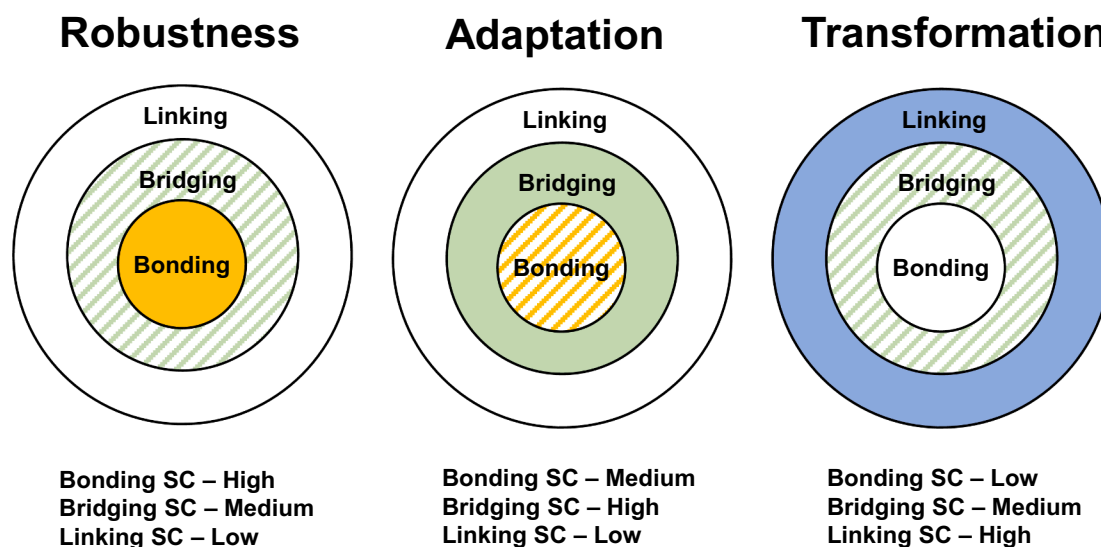 Robustness
Adaptation
Transformation
Linking
Bridging
Bonding
Linking
Bridging
Bonding
Linking
Bridging
Bonding
Bonding SC – High
Bridging SC – Medium
Linking SC – Low
Bonding SC – Medium
Bridging SC – High
Linking SC – Low
Bonding SC – Low
Bridging SC – Medium
Linking SC – High